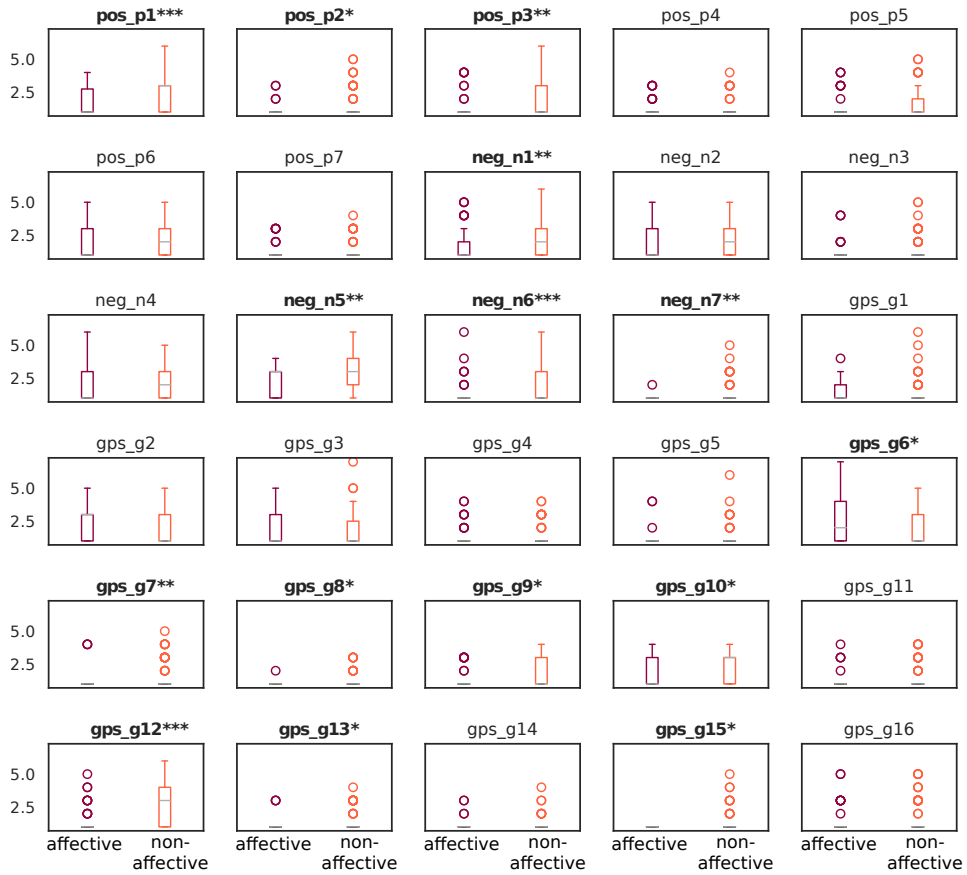 pos_p1*** pos_p2* pos_p3** pos_p4 pos_p5
5.0
2.5
pos_p6 pos_p7 neg_n1** neg_n2 neg_n3
5.0
2.5
neg_n4 neg_n5** neg_n6*** neg_n7** gps_g1
5.0
2.5
gps_g2 gps_g3 gps_g4 gps_g5 gps_g6*
5.0
2.5
gps_g7** gps_g8* gps_g9* gps_g10* gps_g11
5.0
2.5
gps_g12*** gps_g13* gps_g14 gps_g15* gps_g16
5.0
2.5
affective non- affective non- affective non- affective non- affective non-
affective affective affective affective affective